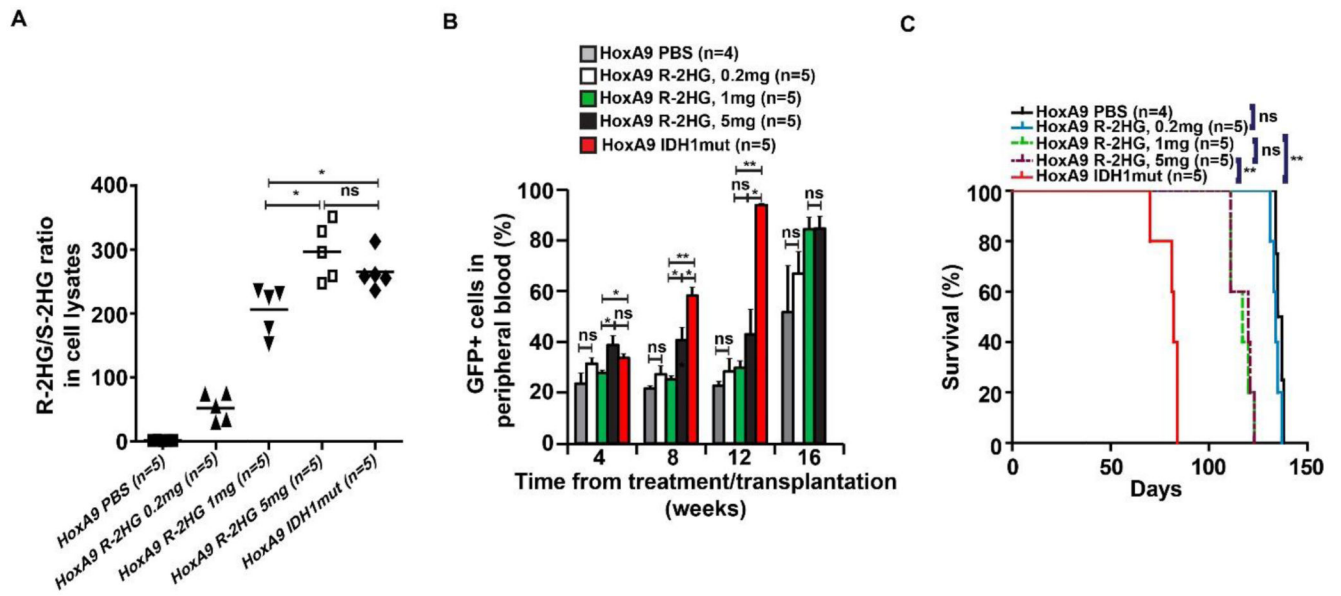 A
R-2HG/S-2HG ratio
in cell lysates
400
300
200
100
0
*
*
ns
HoxA9 PBS (n=5)
HoxA9 R-2HG 0.2mg (n=5)
HoxA9 R-2HG 1mg (n=5)
HoxA9 R-2HG 5mg (n=5)
HoxA9 IDH1mut (n=5)
B
HoxA9 PBS (n=4)
HoxA9 R-2HG, 0.2mg (n=5)
HoxA9 R-2HG, 1mg (n=5)
HoxA9 R-2HG, 5mg (n=5)
HoxA9 IDH1mut (n=5)
GFP+ cells in
peripheral blood (%)
100
80
60
40
20
0
ns
*
*
ns
ns
**
*
*
ns
**
ns
*
ns
ns
4
8
12
16
Time from treatment/transplantation
(weeks)
C
HoxA9 PBS (n=4)
HoxA9 R-2HG, 0.2mg (n=5)
HoxA9 R-2HG, 1mg (n=5)
HoxA9 R-2HG, 5mg (n=5)
HoxA9 IDH1mut (n=5)
ns
ns
**
**
Survival (%)
100
80
60
40
20
0
0
50
100
150
Days